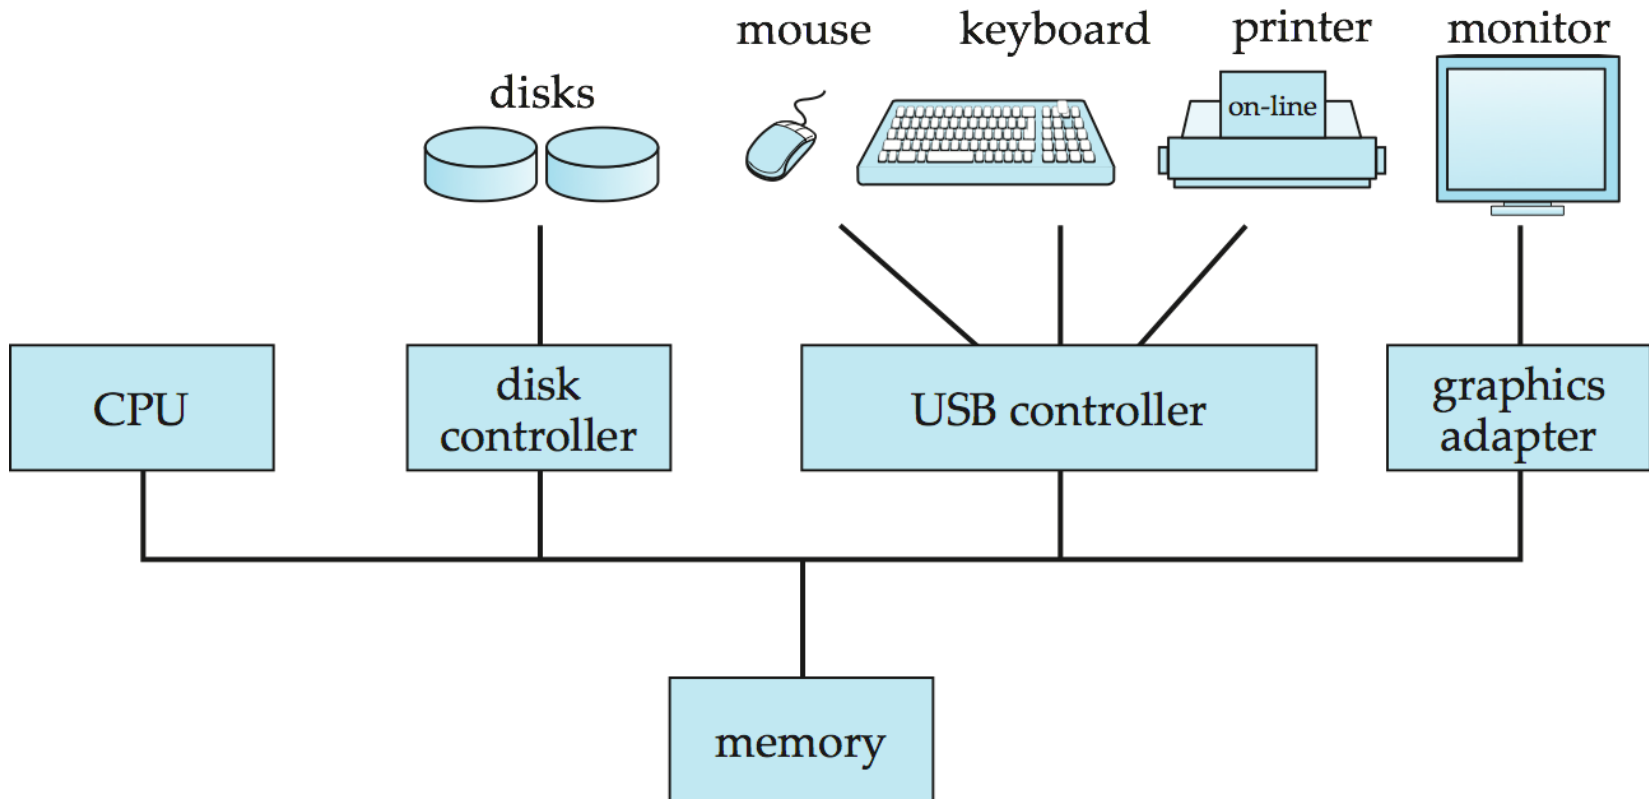 mouse
keyboard
printer
monitor
disks
on-line
CPU
disk
controller
USB controller
graphics
adapter
memory